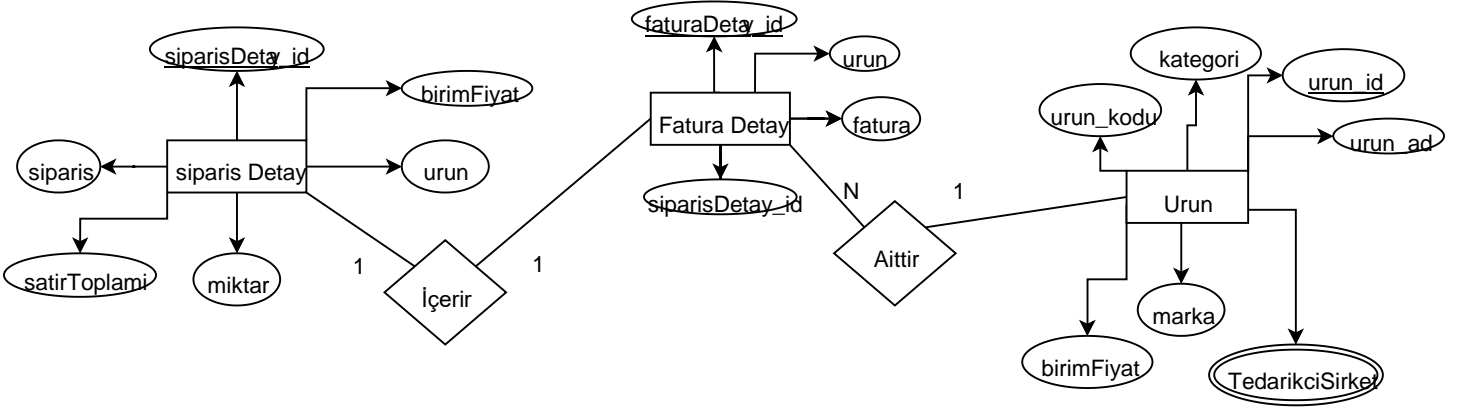 siparisDetay_id
birimFiyat
siparis
siparis Detay
urun
satirToplami
miktar
1
İçerir
1
faturaDetay_id
urun
Fatura Detay
fatura
siparisDetay_id
N
Aittir
1
kategori
urun_id
urun_kodu
urun_ad
Urun
marka
birimFiyat
TedarikciSirket